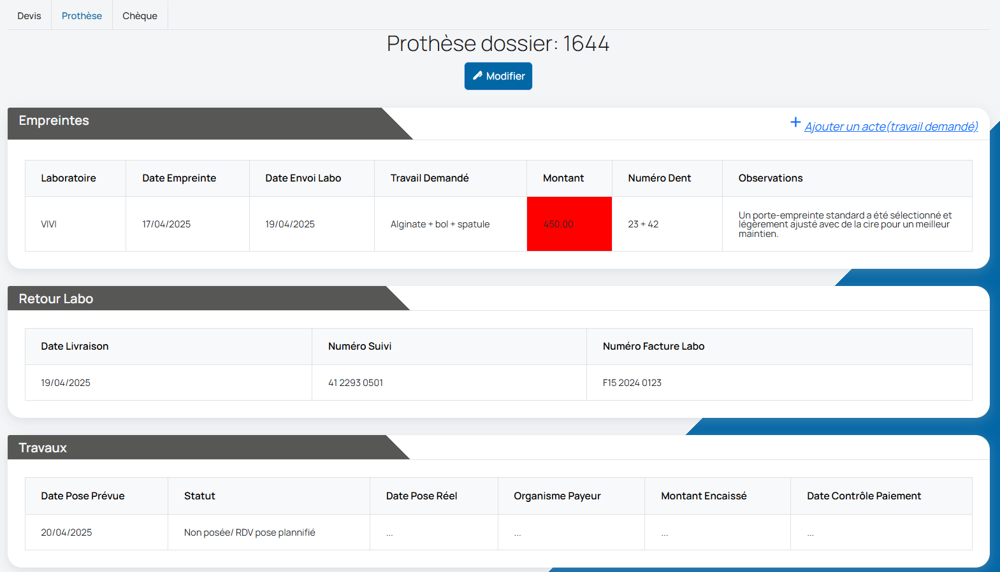 Devis Prothèse Chèque
Prothèse dossier: 1644
Modifier
Empreintes
+ Ajouter un acte(travail demandé)
Laboratoire Date Empreinte Date Envoi Labo Travail Demandé Montant Numéro Dent Observations
VIVI 17/04/2025 19/04/2025 Alginate + bol + spatule 450.00 23 + 42 Un porte-empreinte standard a été sélectionné et
légèrement ajusté avec de la cire pour un meilleur
maintien.
Retour Labo
Date Livraison Numéro Suivi Numéro Facture Labo
19/04/2025 41 2293 0501 F15 2024 0123
Travaux
Date Pose Prévue Statut Date Pose Réel Organisme Payeur Montant Encaissé Date Contrôle Paiement
20/04/2025 Non posée/ RDV pose plannifié ... ... ... ...